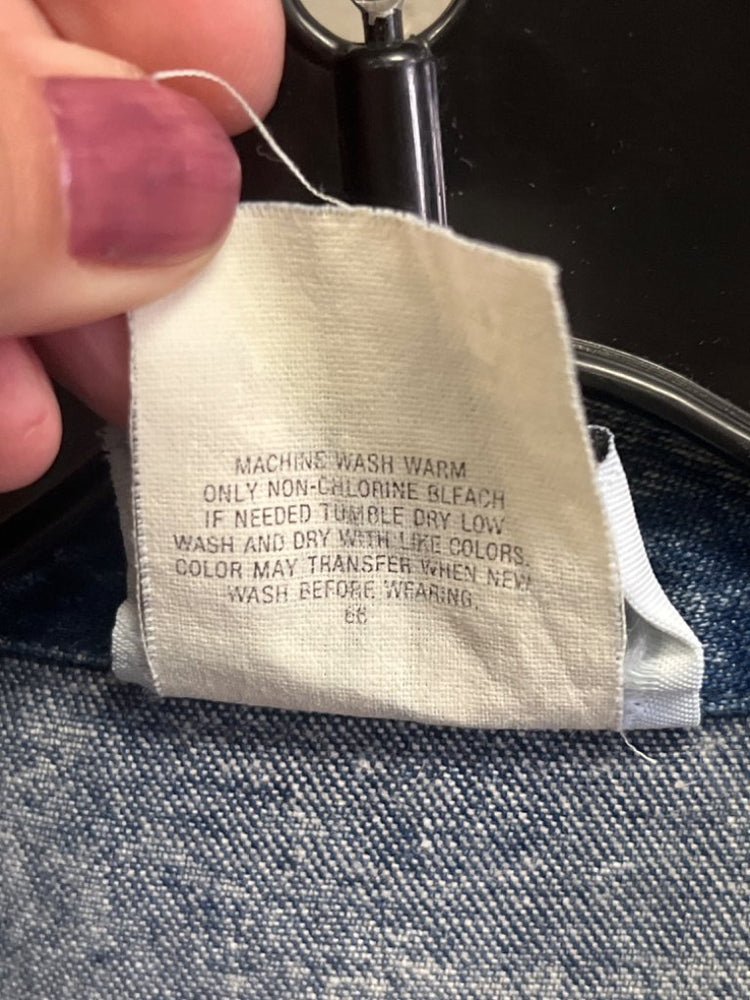 MACHINE WASH WARM
ONLY NON-CHLORINE BLEACH
IF NEEDED TUMBLE DRY LOW
WASH AND DRY WITH LIKE COLORS.
COLOR MAY TRANSFER WHEN NEW
WASH BEFORE WEARING.
66